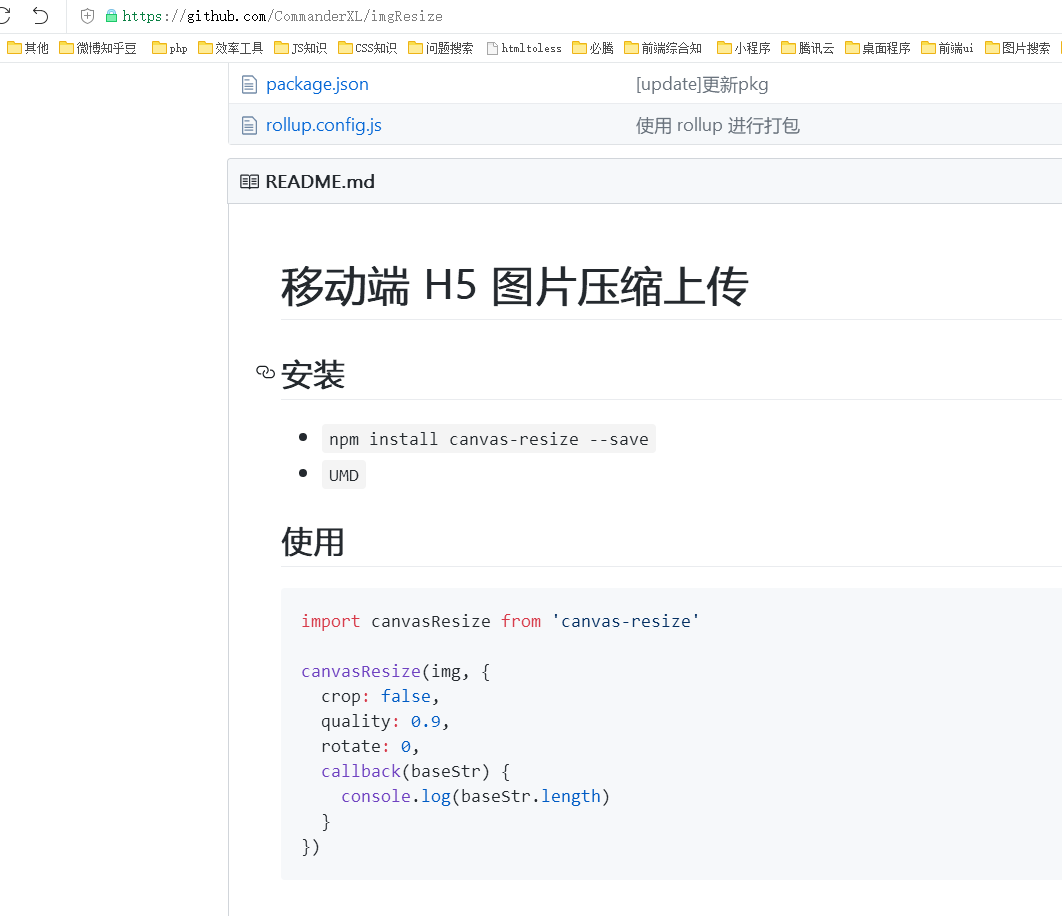 https://github.com/CommanderXL/imgResize
其他 微博知乎豆 php 效率工具 JS知识 CSS知识 问题搜索 htmltoless 必腾 前端综合知 小程序 腾讯云 桌面程序 前端ui 图片搜索
package.json [update]更新pkg
rollup.config.js 使用 rollup 进行打包
README.md
移动端 H5 图片压缩上传
安装
npm install canvas-resize --save
UMD
使用
import canvasResize from 'canvas-resize'
canvasResize(img, {
crop: false,
quality: 0.9,
rotate: 0,
callback(baseStr) {
console.log(baseStr.length)
}
})